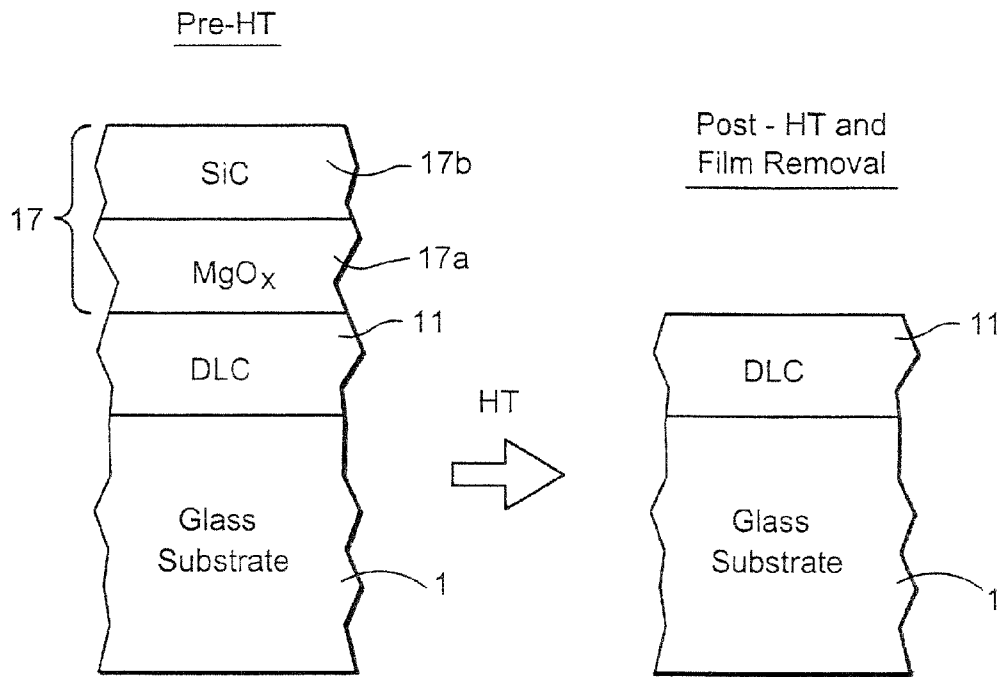 Pre-HT
SiC
17b
17
MgOx
17a
11
DLC
Glass
Substrate
1
HT
Post - HT and
Film Removal
11
DLC
Glass
Substrate
1